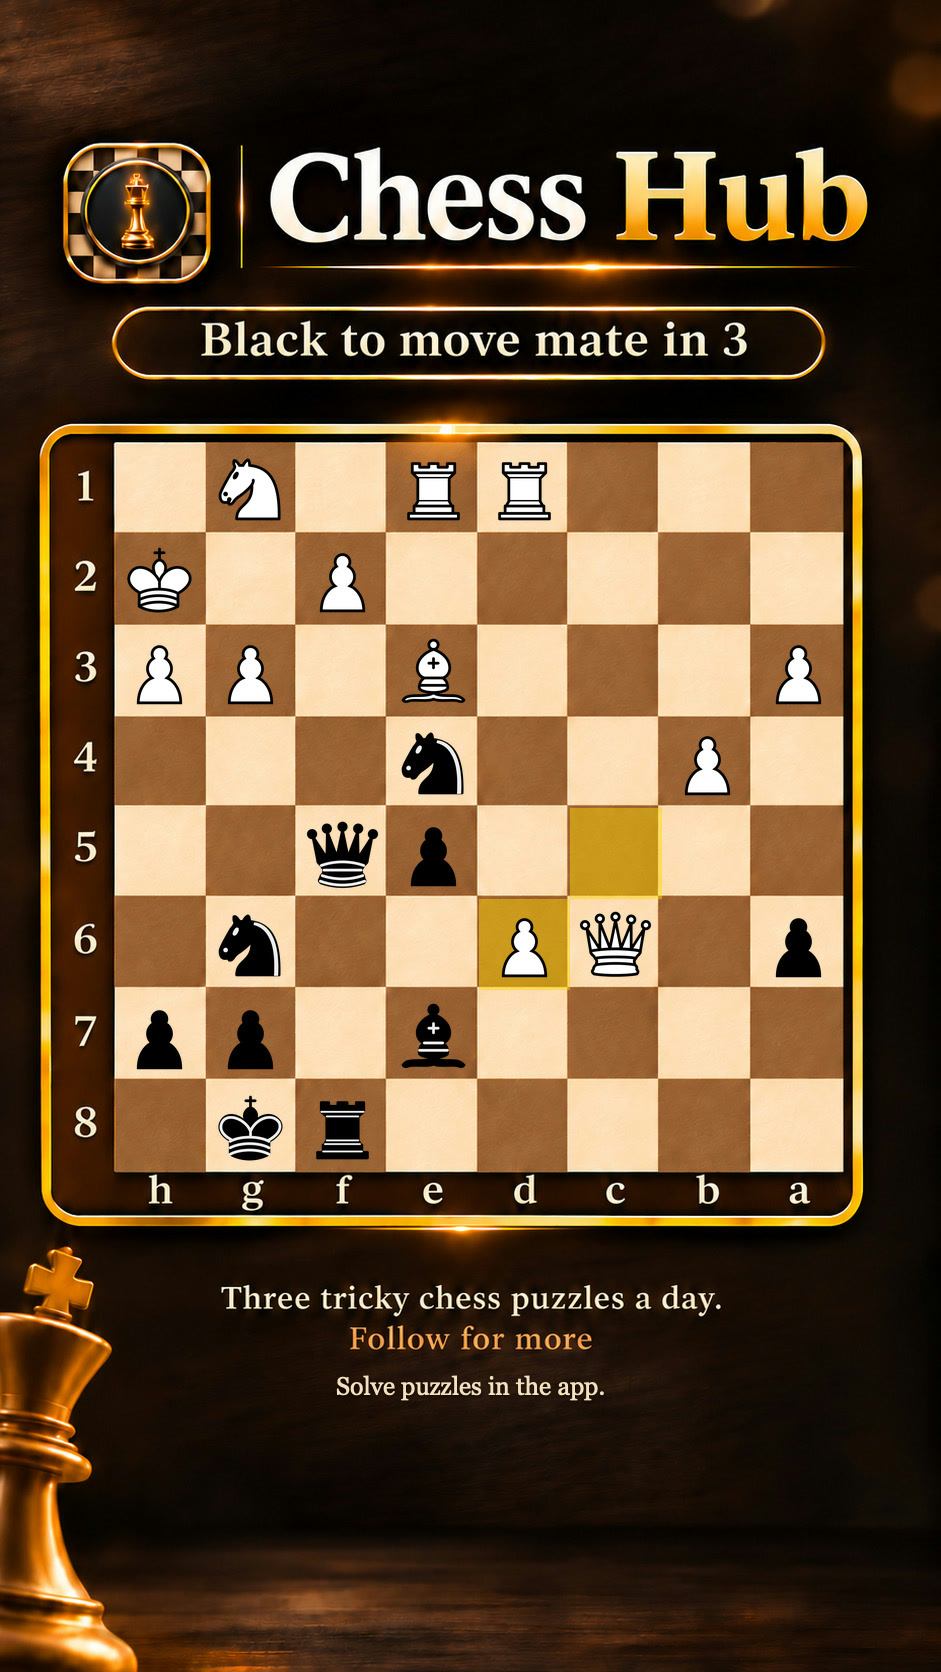 Chess Hub
Black to move mate in 3
1
2
3
4
5
6
7
8
h g f e d c b a
Three tricky chess puzzles a day.
Follow for more
Solve puzzles in the app.